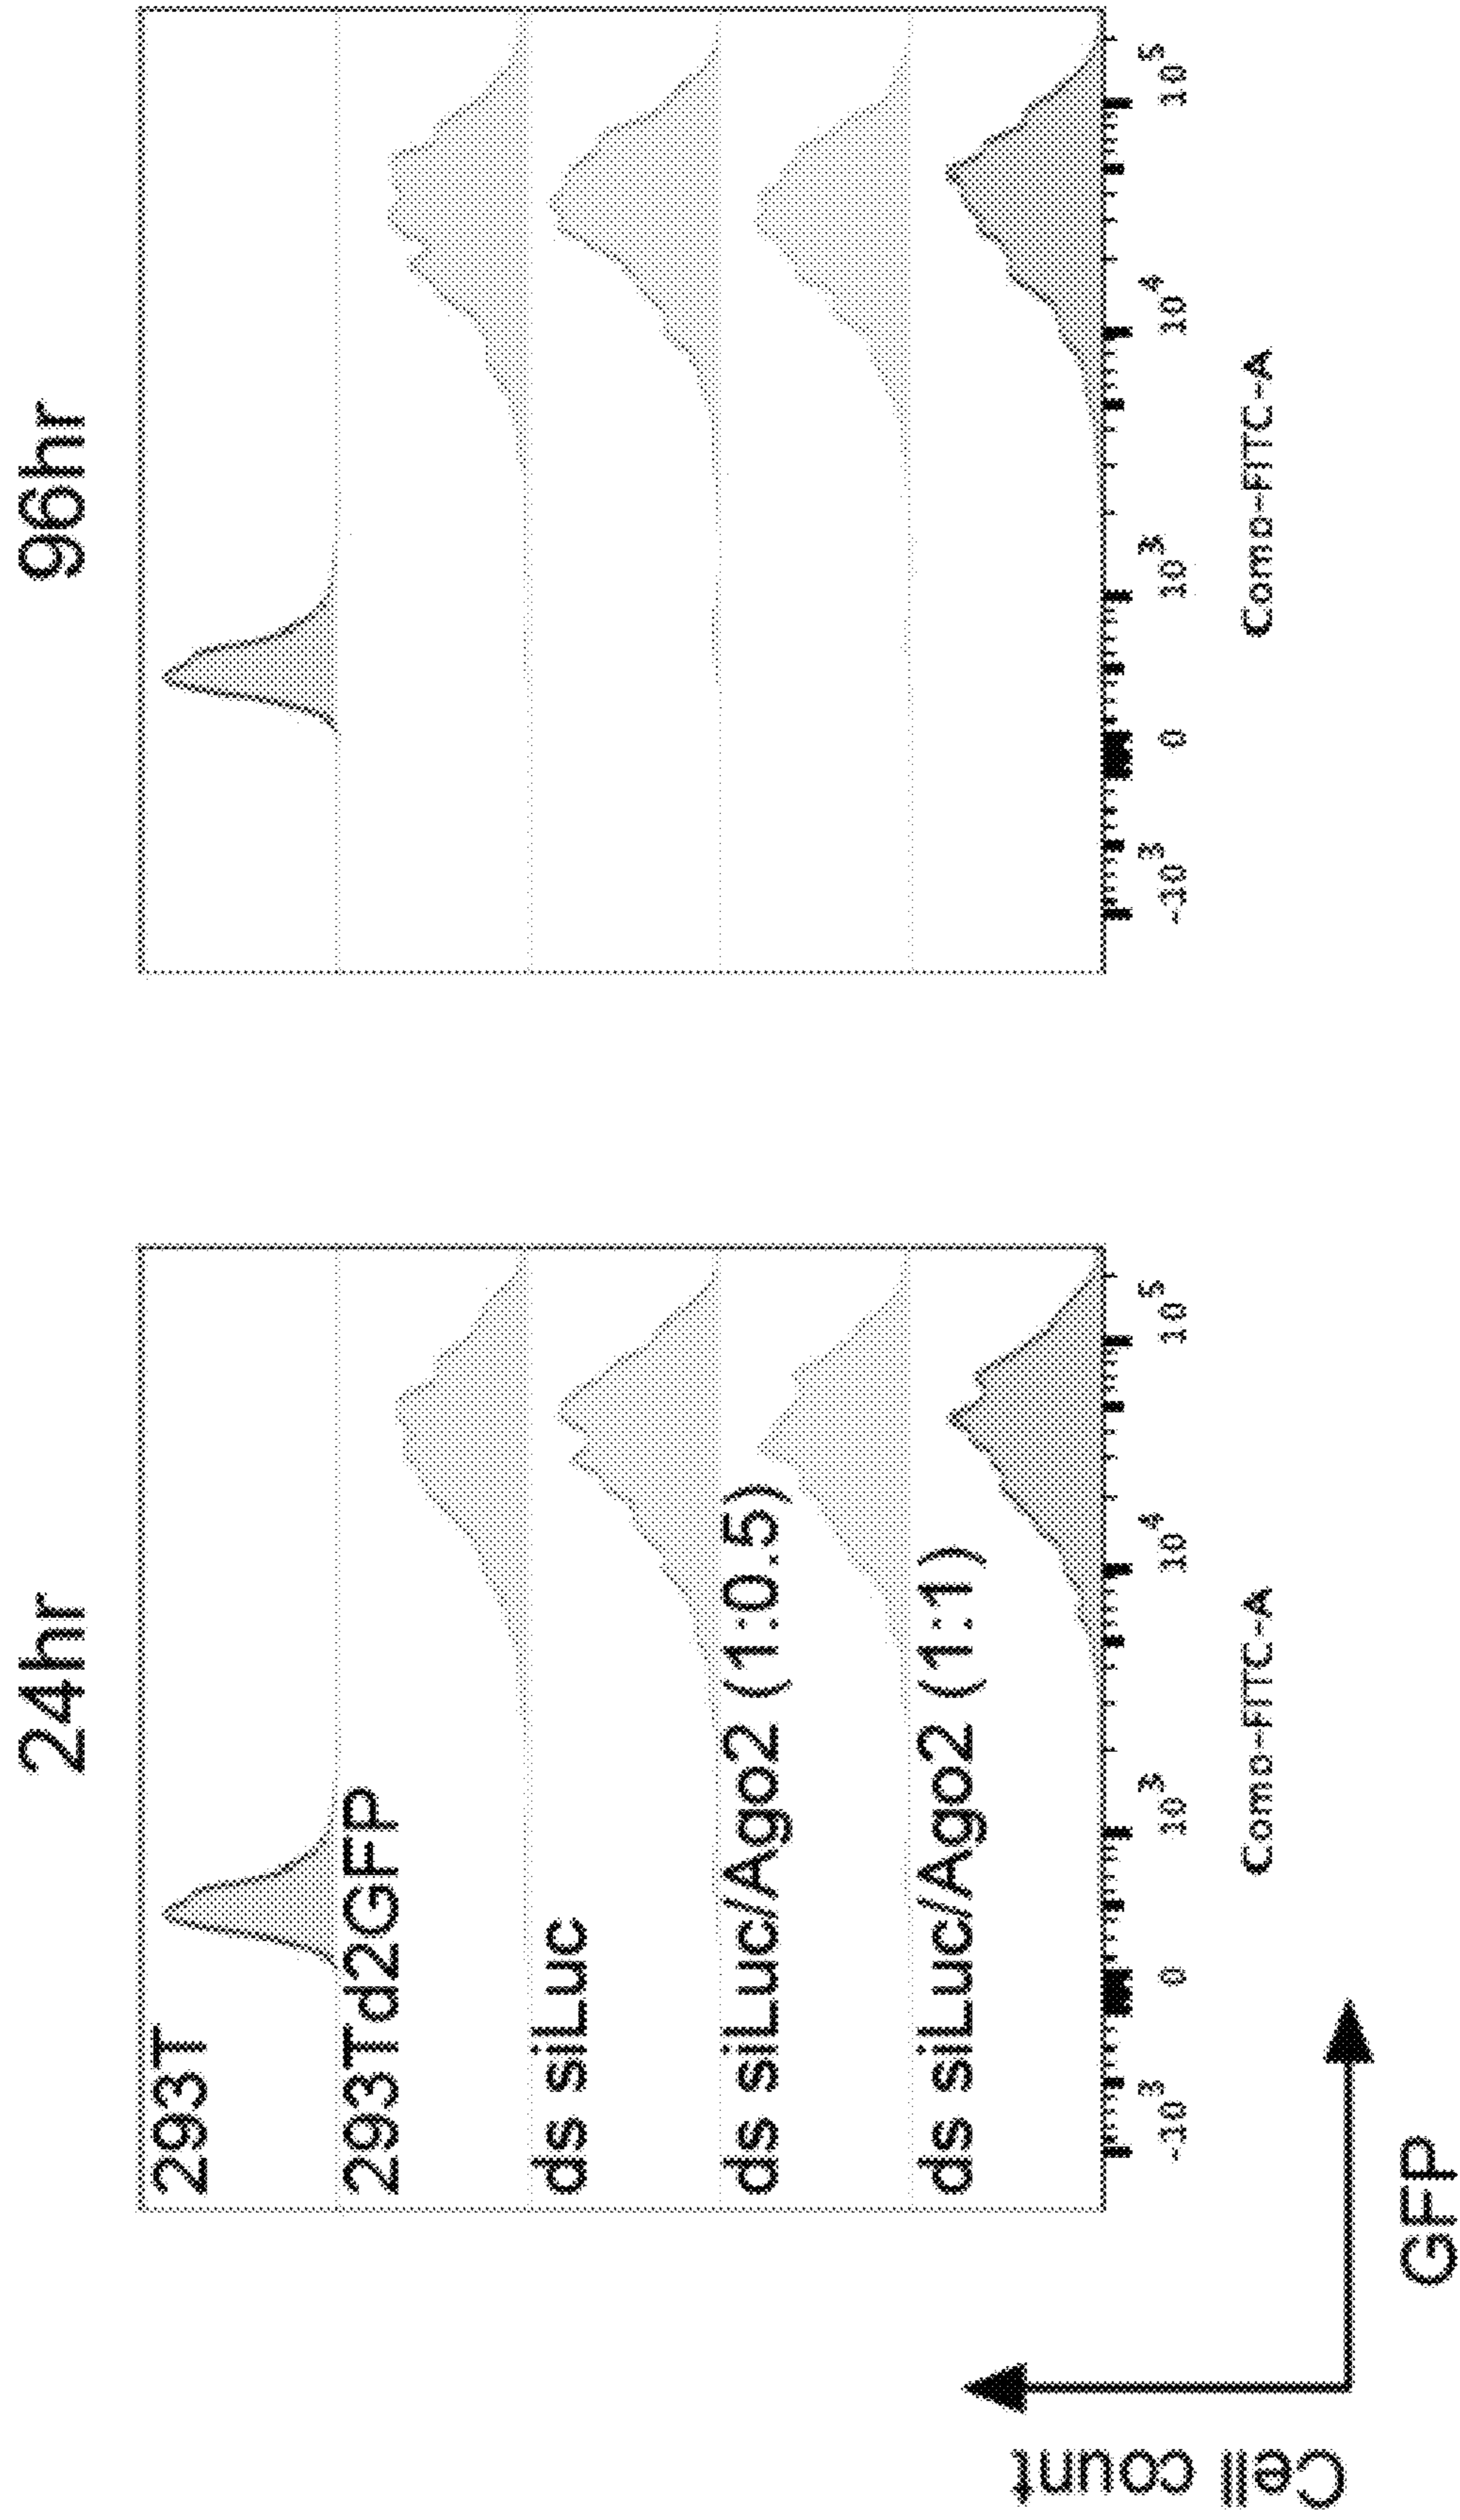 24hr
96hr
293T
293Td2GFP
ds siLuc
ds siLuc/Ago2 (1:0.5)
ds siLuc/Ago2 (1:1)
-10³ 0 10³ 10⁴ 10⁵
-10³ 0 10³ 10⁴ 10⁵
Comp-FITC-A
Comp-FITC-A
Cell count
GFP